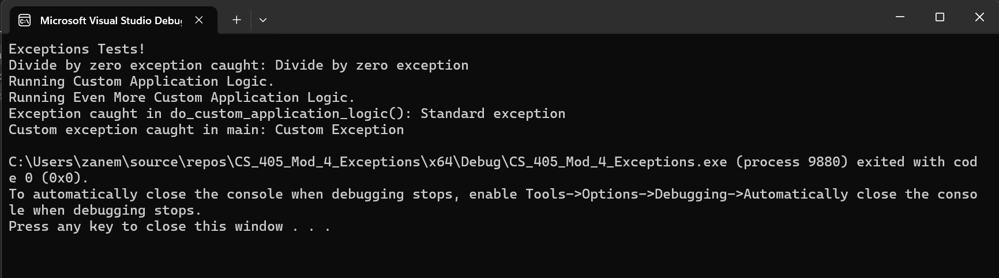 Microsoft Visual Studio Debug
Exceptions Tests!
Divide by zero exception caught: Divide by zero exception
Running Custom Application Logic.
Running Even More Custom Application Logic.
Exception caught in do_custom_application_logic(): Standard exception
Custom exception caught in main: Custom Exception
C:\Users\zanem\source\repos\CS_405_Mod_4_Exceptions\x64\Debug\CS_405_Mod_4_Exceptions.exe (process 9880) exited with cod
e 0 (0x0).
To automatically close the console when debugging stops, enable Tools->Options->Debugging->Automatically close the conso
le when debugging stops.
Press any key to close this window . . .